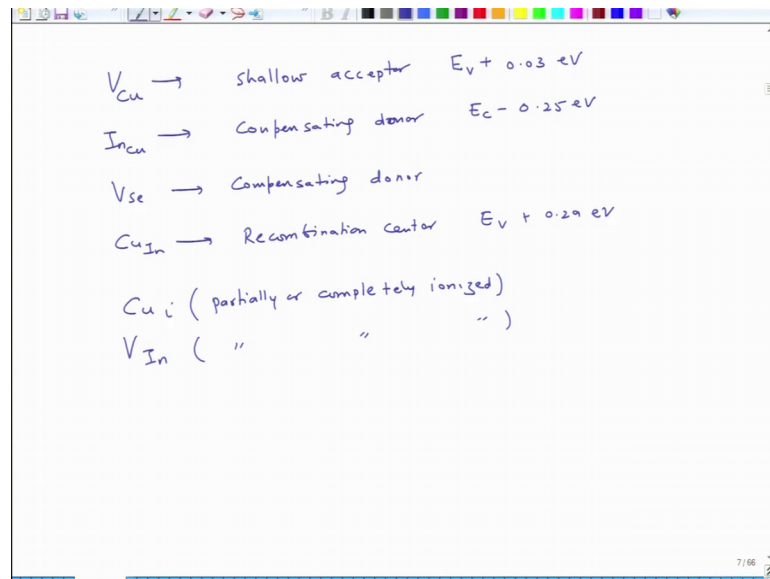 V_Cu → Shallow acceptor E_v + 0.03 eV
In_Cu → Compensating donor E_c - 0.25 eV
V_Se → Compensating donor
Cu_In → Recombination center E_v + 0.29 eV
Cu_i (partially or completely ionized)
V_In ( " " " )
7/66